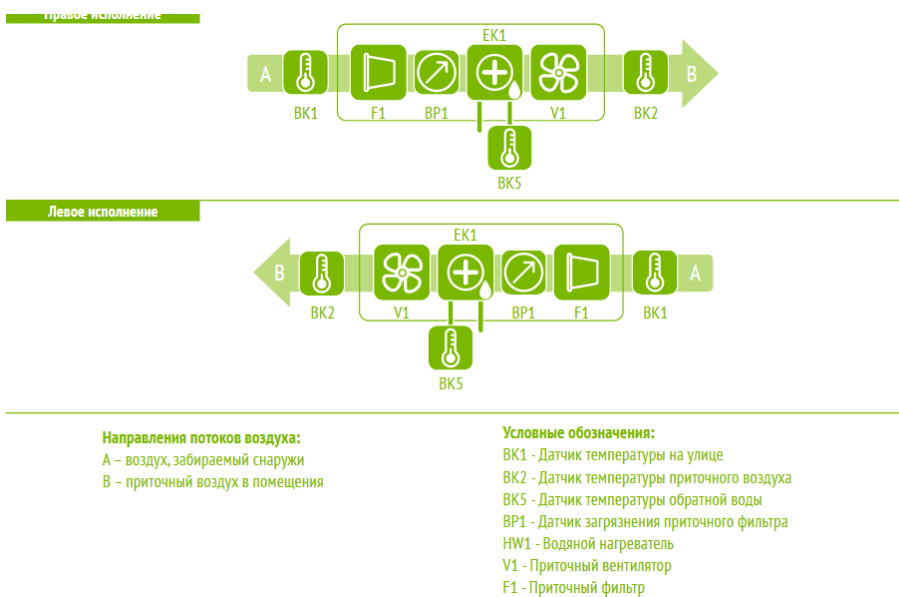 Правое исполнение
EK1
A
B
BK1
F1
BP1
V1
BK2
BK5
Левое исполнение
EK1
B
A
BK2
V1
BP1
F1
BK1
BK5
Направления потоков воздуха:
A – воздух, забираемый снаружи
B – приточный воздух в помещения
Условные обозначения:
BK1 - Датчик температуры на улице
BK2 - Датчик температуры приточного воздуха
BK5 - Датчик температуры обратной воды
BP1 - Датчик загрязнения приточного фильтра
HW1 - Водяной нагреватель
V1 - Приточный вентилятор
F1 - Приточный фильтр